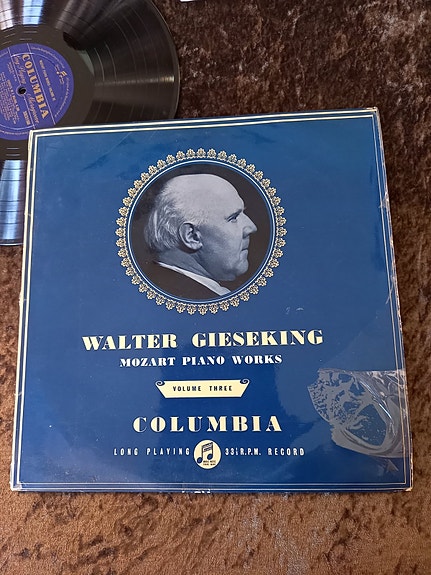 COLUMBIA
WALTER GIESEKING
MOZART PIANO WORKS
VOLUME THREE
COLUMBIA
LONG PLAYING 33⅓ R.P.M. RECORD